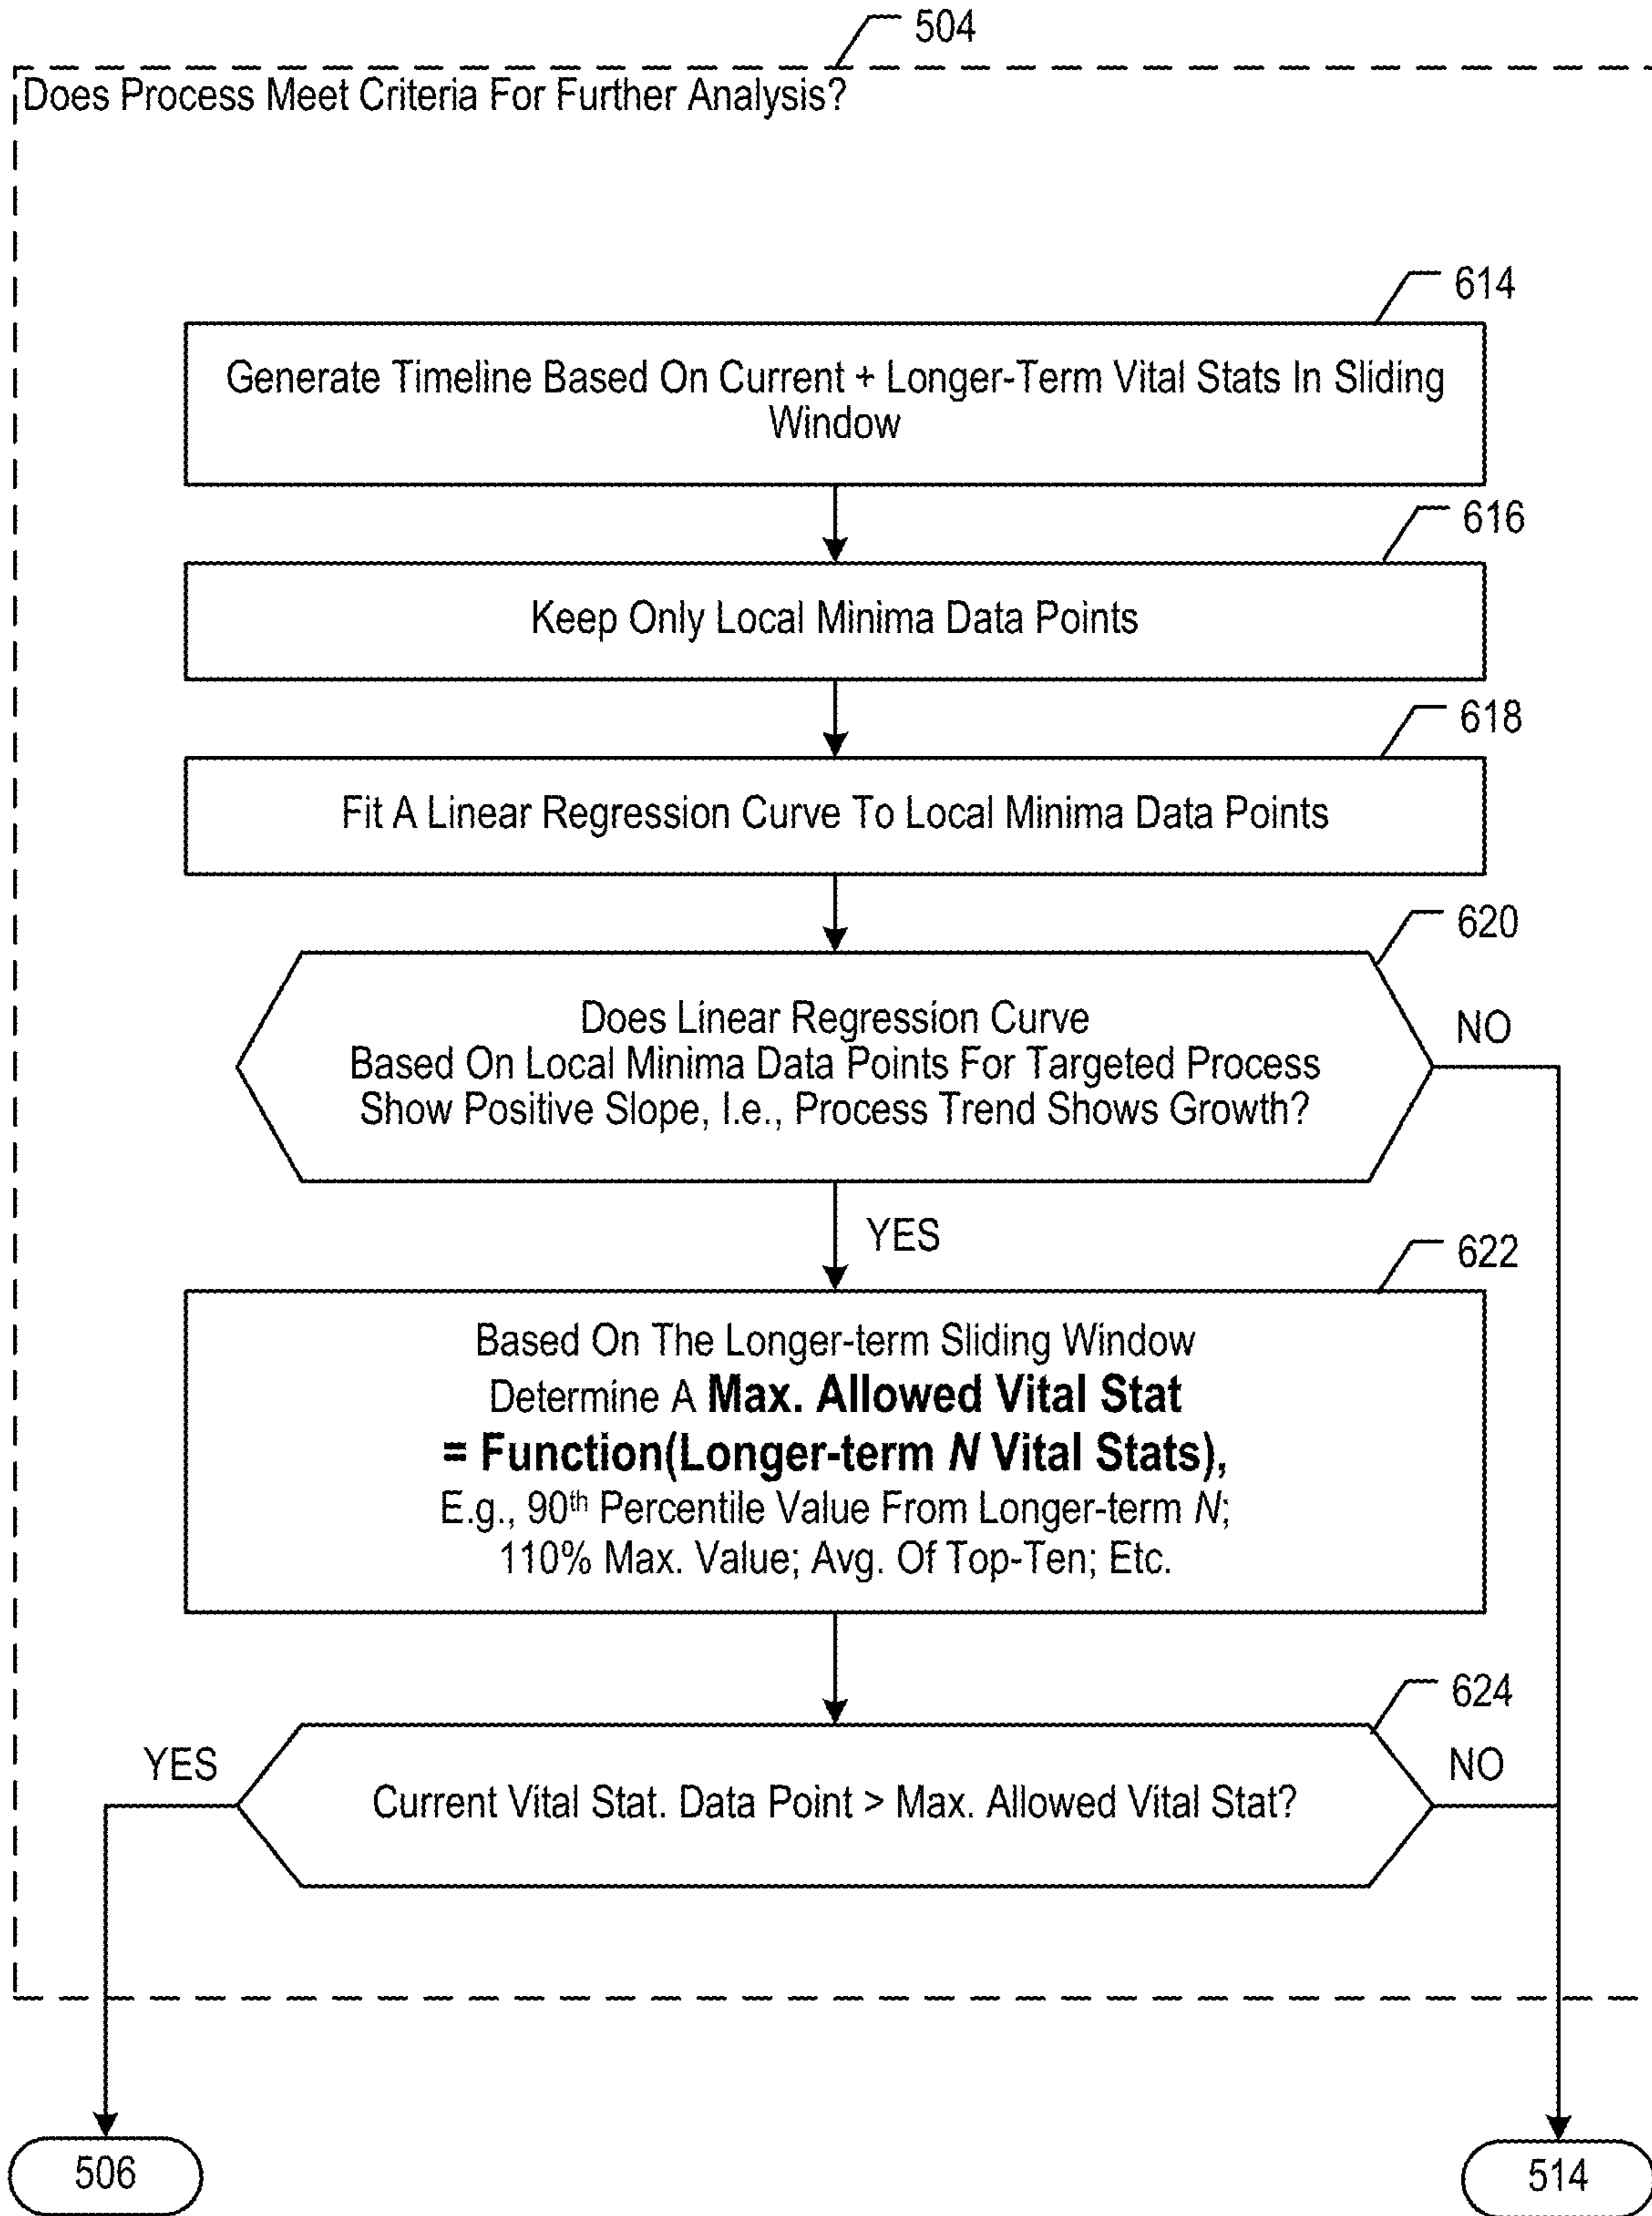 504
Does Process Meet Criteria For Further Analysis?
614
Generate Timeline Based On Current + Longer-Term Vital Stats In Sliding
Window
616
Keep Only Local Minima Data Points
618
Fit A Linear Regression Curve To Local Minima Data Points
620
Does Linear Regression Curve
Based On Local Minima Data Points For Targeted Process
Show Positive Slope, I.e., Process Trend Shows Growth?
NO
YES
622
Based On The Longer-term Sliding Window
Determine A Max. Allowed Vital Stat
= Function(Longer-term N Vital Stats),
E.g., 90th Percentile Value From Longer-term N;
110% Max. Value; Avg. Of Top-Ten; Etc.
624
YES
Current Vital Stat. Data Point > Max. Allowed Vital Stat?
NO
506
514